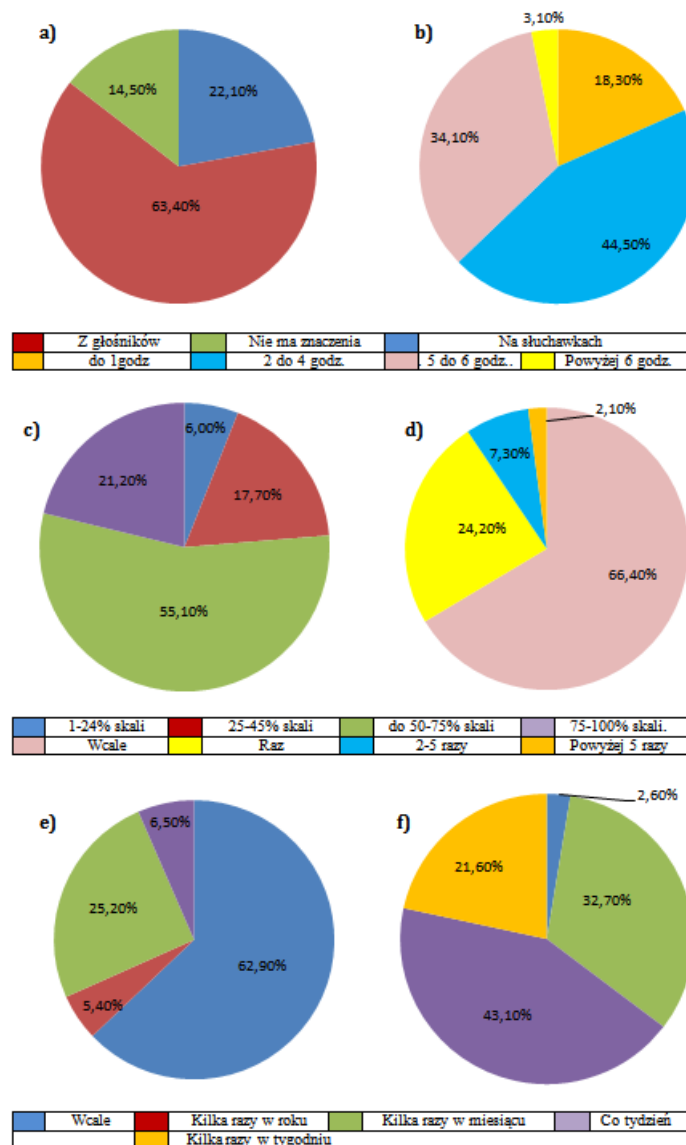 a) b)
3,10%
14,50% 22,10% 18,30%
34,10%
63,40%
44,50%
Z głośników Nie ma znaczenia Na słuchawkach
do 1godz 2 do 4 godz. . 5 do 6 godz.. Powyżej 6 godz.
c) d)
6,00% 2,10%
21,20% 17,70% 7,30%
24,20%
66,40%
55,10%
1-24% skali 25-45% skali do 50-75% skali 75-100% skali.
Wcale Raz 2-5 razy Powyżej 5 razy
e) f)
6,50% 2,60%
25,20% 21,60% 32,70%
62,90%
5,40% 43,10%
Wcale Kilka razy w roku Kilka razy w miesiącu Co tydzień
Kilka razy w tygodniu